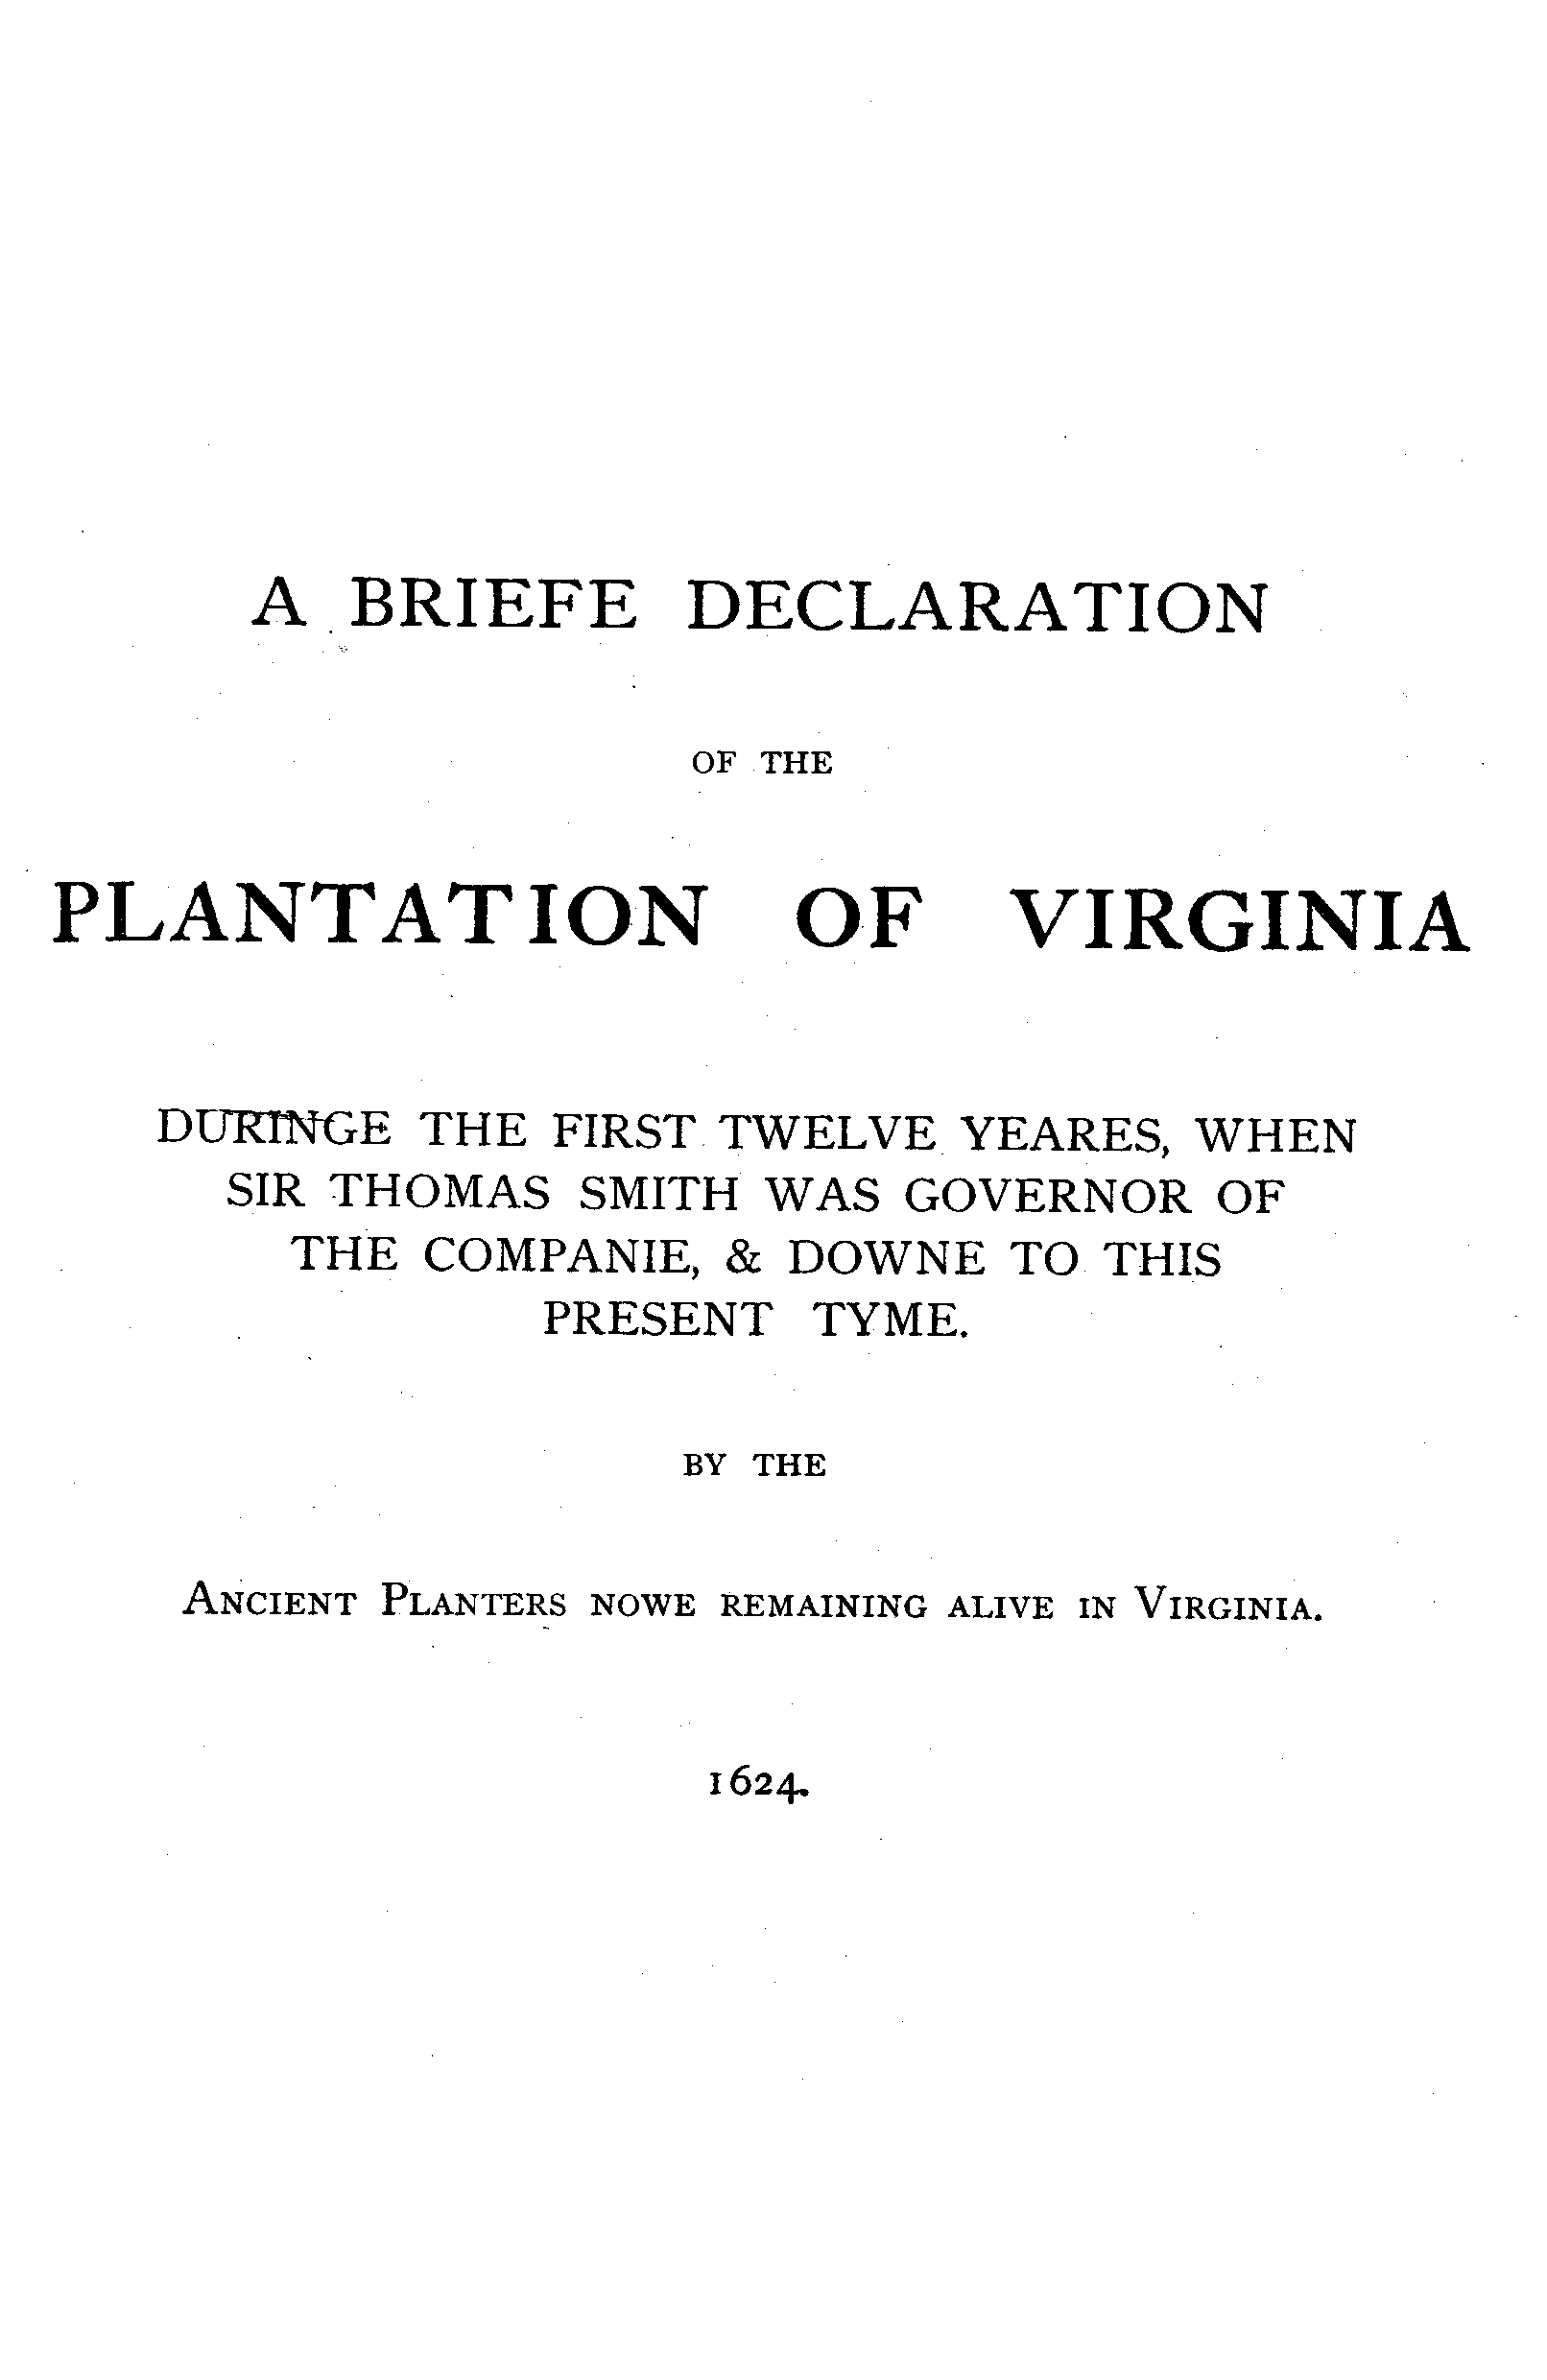 A BRIEFE DECLARATION
OF THE
PLANTATION OF VIRGINIA
DURINGE THE FIRST TWELVE YEARES, WHEN
SIR THOMAS SMITH WAS GOVERNOR OF
THE COMPANIE, & DOWNE TO THIS
PRESENT TYME.
BY THE
ANCIENT PLANTERS NOWE REMAINING ALIVE IN VIRGINIA.
1624.